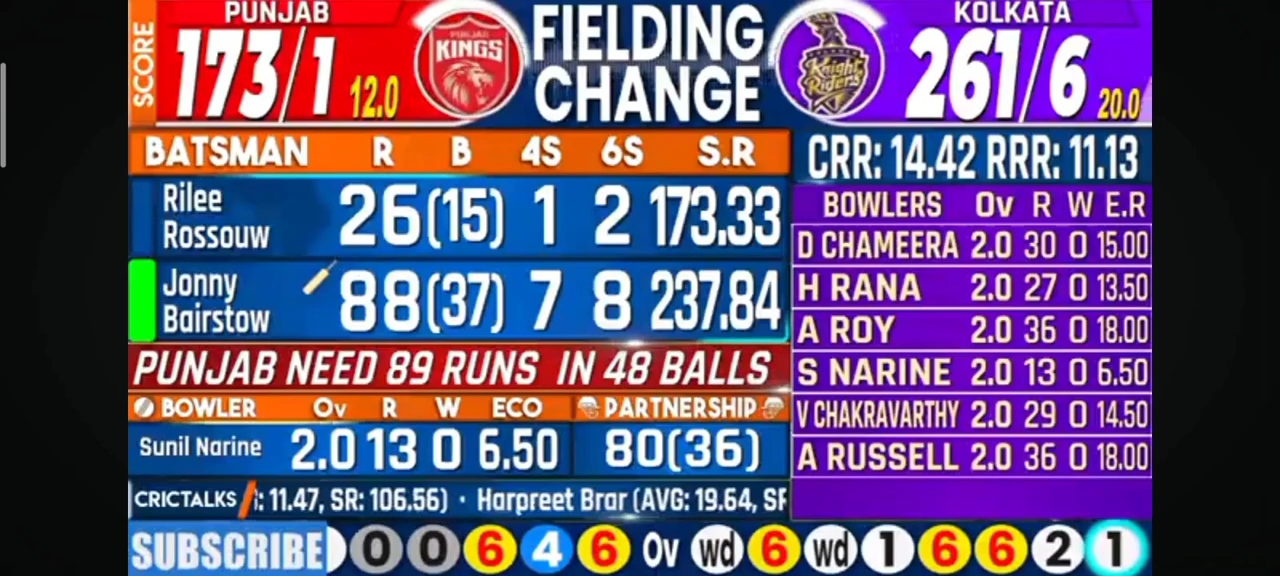 SCORE
PUNJAB
173/1 12.0
PUNJAB KINGS
FIELDING CHANGE
Knight Riders
KOLKATA
261/6 20.0
BATSMAN R B 4S 6S S.R
Rilee Rossouw 26(15) 1 2 173.33
Jonny Bairstow 88(37) 7 8 237.84
PUNJAB NEED 89 RUNS IN 48 BALLS
BOWLER Ov R W ECO PARTNERSHIP
Sunil Narine 2.0 13 0 6.50 80(36)
CRR: 14.42 RRR: 11.13
BOWLERS Ov R W E.R
D CHAMEERA 2.0 30 0 15.00
H RANA 2.0 27 0 13.50
A ROY 2.0 36 0 18.00
S NARINE 2.0 13 0 6.50
V CHAKRAVARTHY 2.0 29 0 14.50
A RUSSELL 2.0 36 0 18.00
CRICTALKS : 11.47, SR: 106.56) · Harpreet Brar (AVG: 19.64,
SUBSCRIBE 0 0 6 4 6 Ov wd 6 wd 1 6 6 2 1